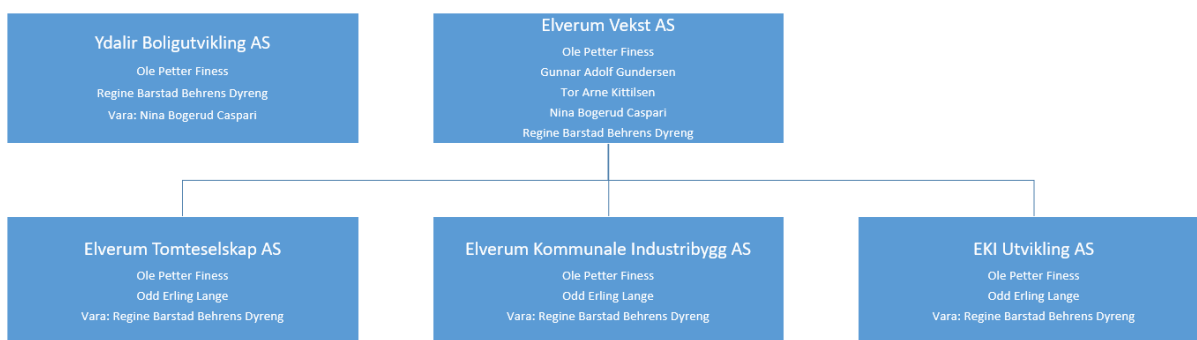 Ydalir Boligutvikling AS
Ole Petter Finess
Regine Barstad Behrens Dyreng
Vara: Nina Bogerud Caspari
Elverum Vekst AS
Ole Petter Finess
Gunnar Adolf Gundersen
Tor Arne Kittilsen
Nina Bogerud Caspari
Regine Barstad Behrens Dyreng
Elverum Tomteselskap AS
Ole Petter Finess
Odd Erling Lange
Vara: Regine Barstad Behrens Dyreng
Elverum Kommunale Industribygg AS
Ole Petter Finess
Odd Erling Lange
Vara: Regine Barstad Behrens Dyreng
EKI Utvikling AS
Ole Petter Finess
Odd Erling Lange
Vara: Regine Barstad Behrens Dyreng